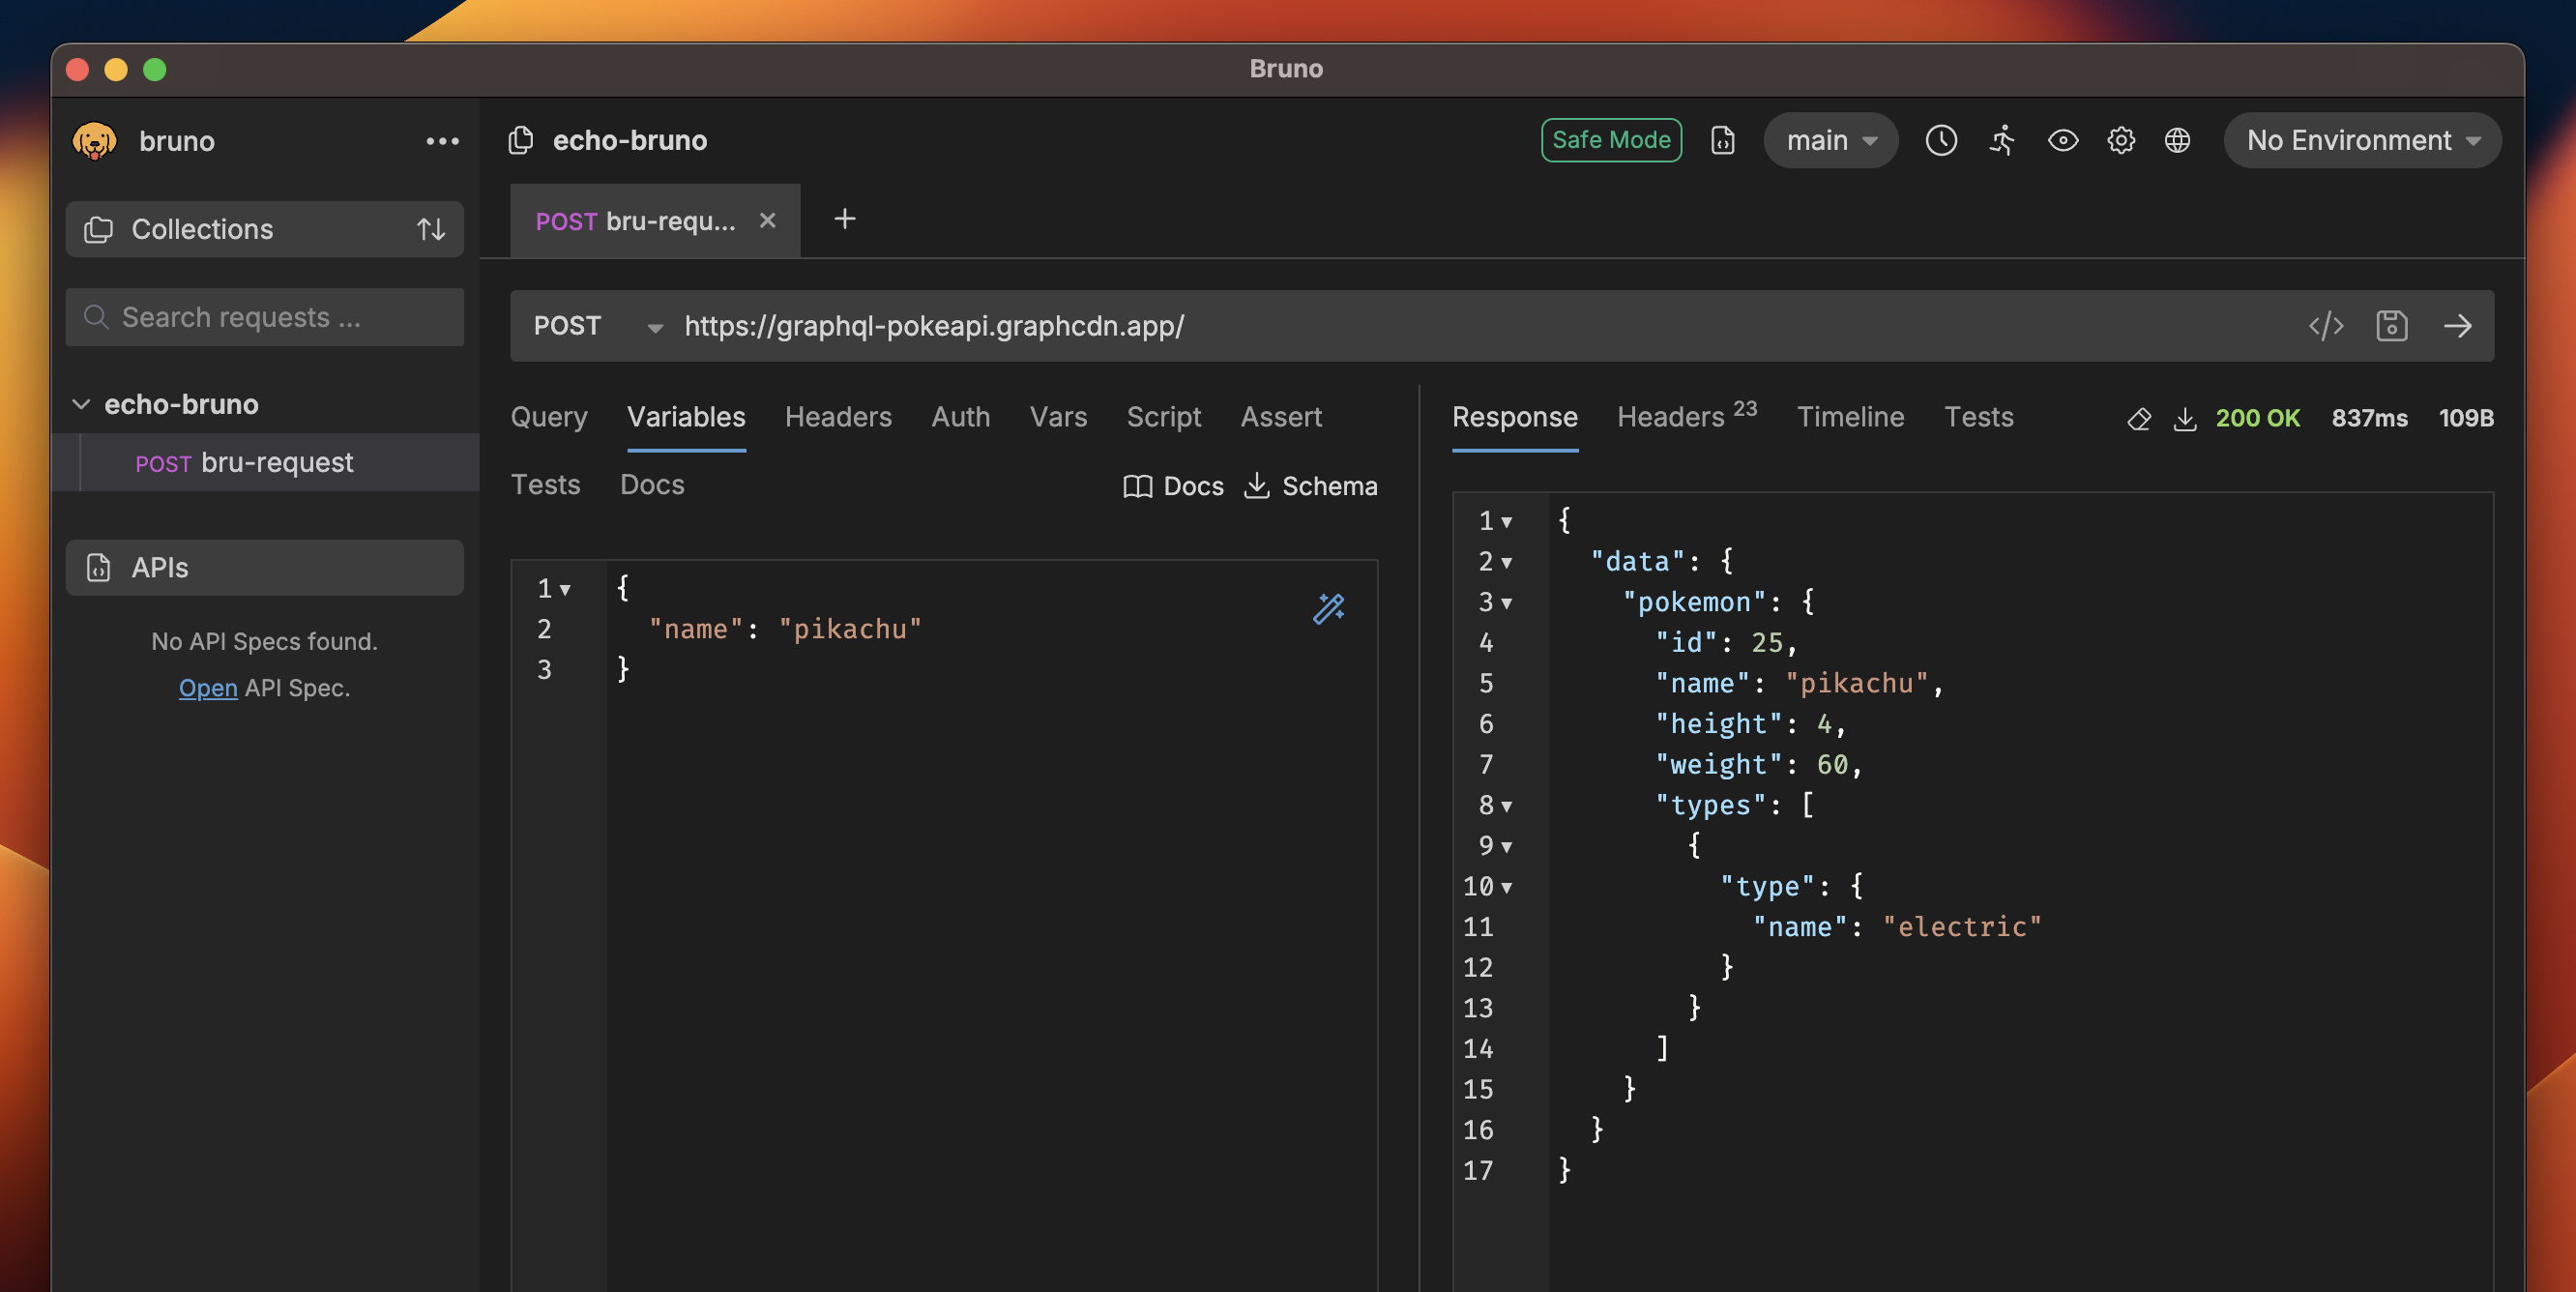 Bruno
bruno
echo-bruno
Safe Mode
main
No Environment
Collections
POST bru-requ...
Search requests ...
POST https://graphql-pokeapi.graphcdn.app/
echo-bruno
POST bru-request
APIs
No API Specs found.
Open API Spec.
Query Variables Headers Auth Vars Script Assert
Tests Docs
Docs Schema
1 {
2 "name": "pikachu"
3 }
Response Headers 23 Timeline Tests
200 OK 837ms 109B
1 {
2 "data": {
3 "pokemon": {
4 "id": 25,
5 "name": "pikachu",
6 "height": 4,
7 "weight": 60,
8 "types": [
9 {
10 "type": {
11 "name": "electric"
12 }
13 }
14 ]
15 }
16 }
17 }